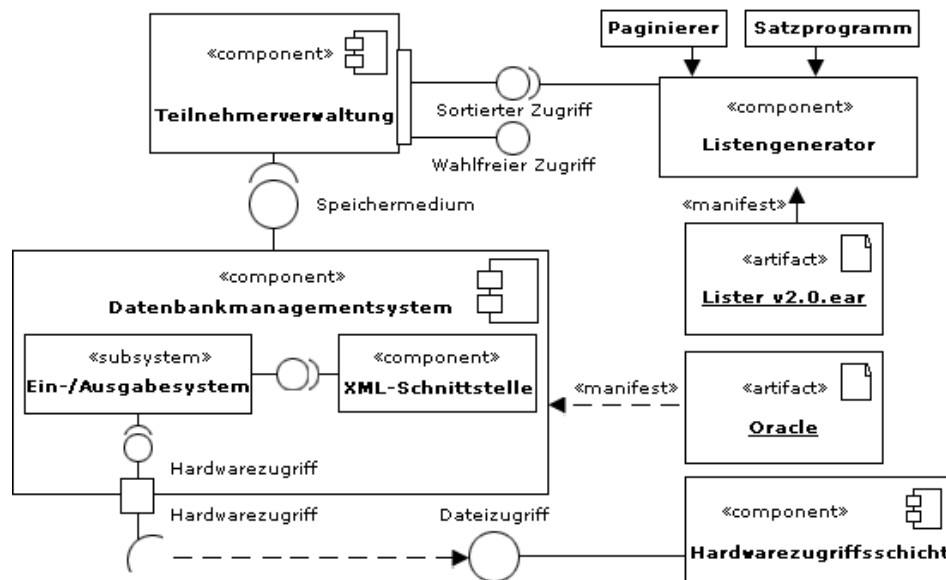 Paginierer
Satzprogramm
«component»
Teilnehmerverwaltung
Sortierter Zugriff
Wahlfreier Zugriff
«component»
Listengenerator
Speichermedium
«manifest»
«artifact»
Lister v2.0.ear
«component»
Datenbankmanagementsystem
«subsystem»
Ein-/Ausgabesystem
«component»
XML-Schnittstelle
«manifest»
«artifact»
Oracle
Hardwarezugriff
Hardwarezugriff
Dateizugriff
«component»
Hardwarezugriffsschicht